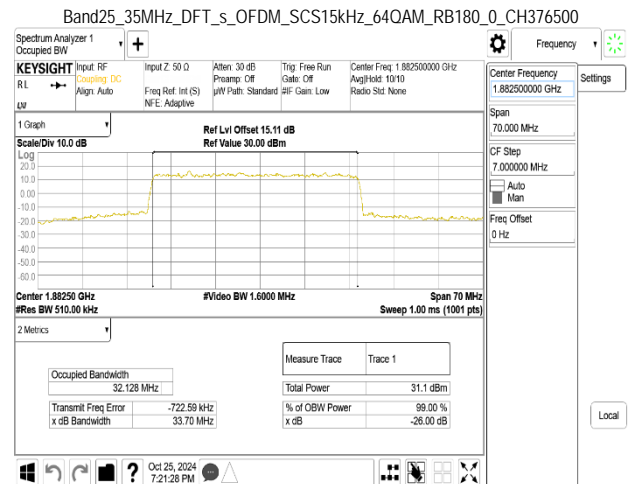 Band25_35MHz_DFT_s_OFDM_SCS15kHz_64QAM_RB180_0_CH376500
Spectrum Analyzer 1
Occupied BW
Frequency
KEYSIGHT
RL
Input: RF
Coupling: DC
Align: Auto
Input Z: 50 Ω
Freq Ref: Int (S)
NFE: Adaptive
Atten: 30 dB
Preamp: Off
µW Path: Standard
Trig: Free Run
Gate: Off
#IF Gain: Low
Center Freq: 1.882500000 GHz
Avg|Hold: 10/10
Radio Std: None
Center Frequency
1.882500000 GHz
Settings
Span
70.000 MHz
CF Step
7.000000 MHz
Auto
Man
Freq Offset
0 Hz
Local
1 Graph
Scale/Div 10.0 dB
Ref Lvl Offset 15.11 dB
Ref Value 30.00 dBm
Log
20.0
10.0
0.00
-10.0
-20.0
-30.0
-40.0
-50.0
-60.0
Center 1.88250 GHz
#Res BW 510.00 kHz
#Video BW 1.6000 MHz
Span 70 MHz
Sweep 1.00 ms (1001 pts)
2 Metrics
Measure Trace Trace 1
Occupied Bandwidth
32.128 MHz
Total Power 31.1 dBm
Transmit Freq Error -722.59 kHz
% of OBW Power 99.00 %
x dB Bandwidth 33.70 MHz
x dB -26.00 dB
Oct 25, 2024
7:21:28 PM